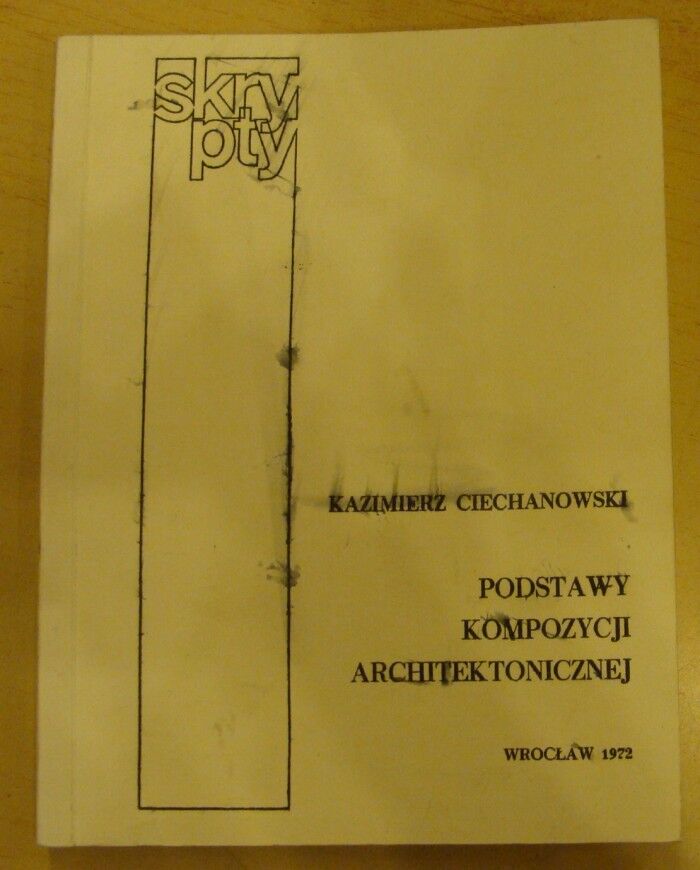 skry
pty
KAZIMIERZ CIECHANOWSKI
PODSTAWY
KOMPOZYCJI
ARCHITEKTONICZNEJ
WROCŁAW 1972